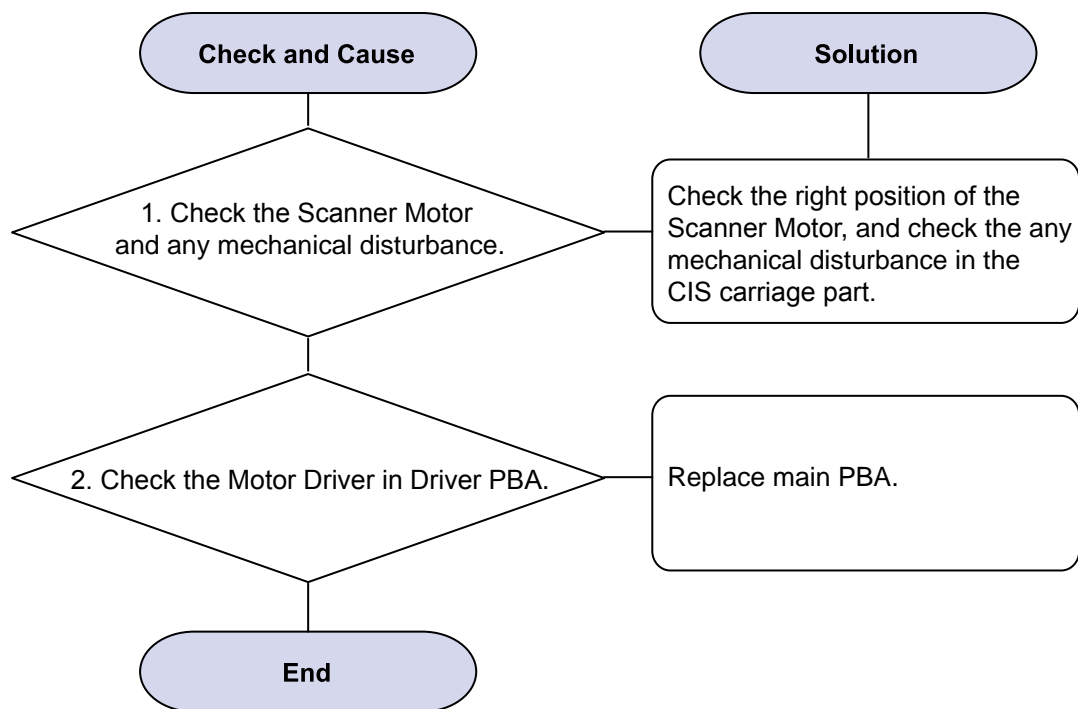 Check and Cause
Solution
1. Check the Scanner Motor
and any mechanical disturbance.
Check the right position of the
Scanner Motor, and check the any
mechanical disturbance in the
CIS carriage part.
2. Check the Motor Driver in Driver PBA.
Replace main PBA.
End